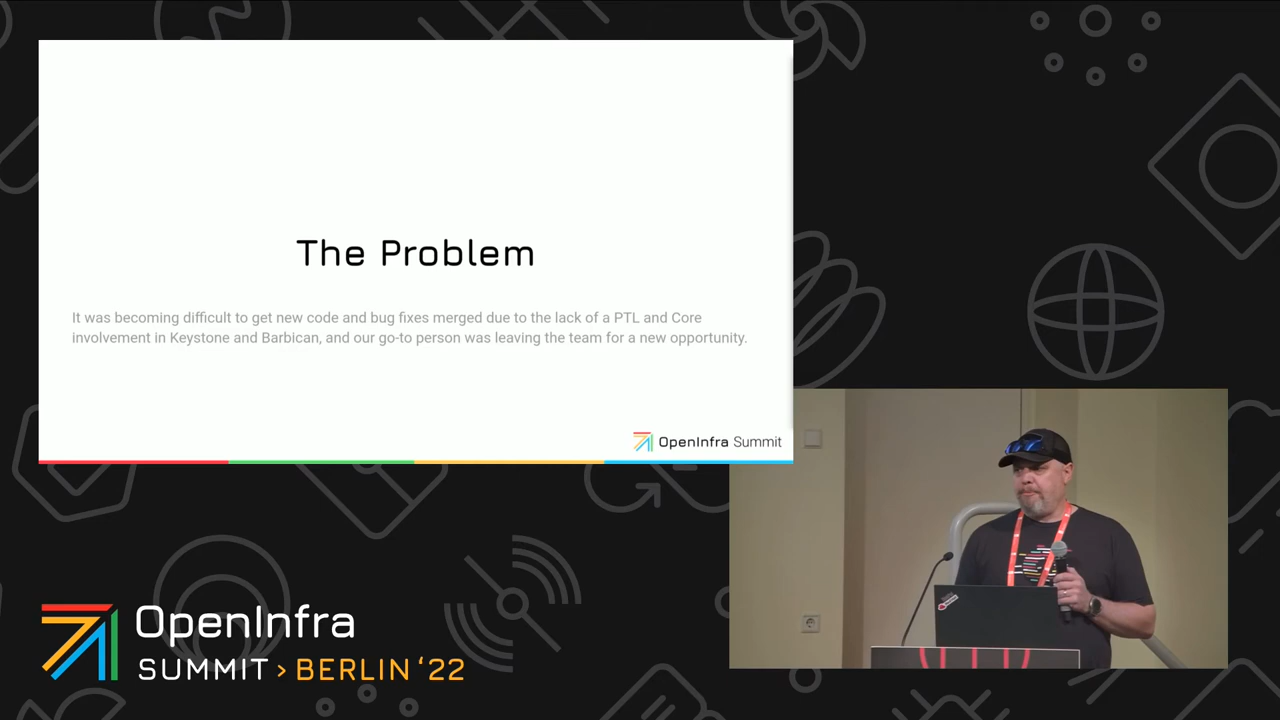 The Problem
It was becoming difficult to get new code and bug fixes merged due to the lack of a PTL and Core
involvement in Keystone and Barbican, and our go-to person was leaving the team for a new opportunity.
OpenInfra Summit
OpenInfra
SUMMIT > BERLIN ‘22